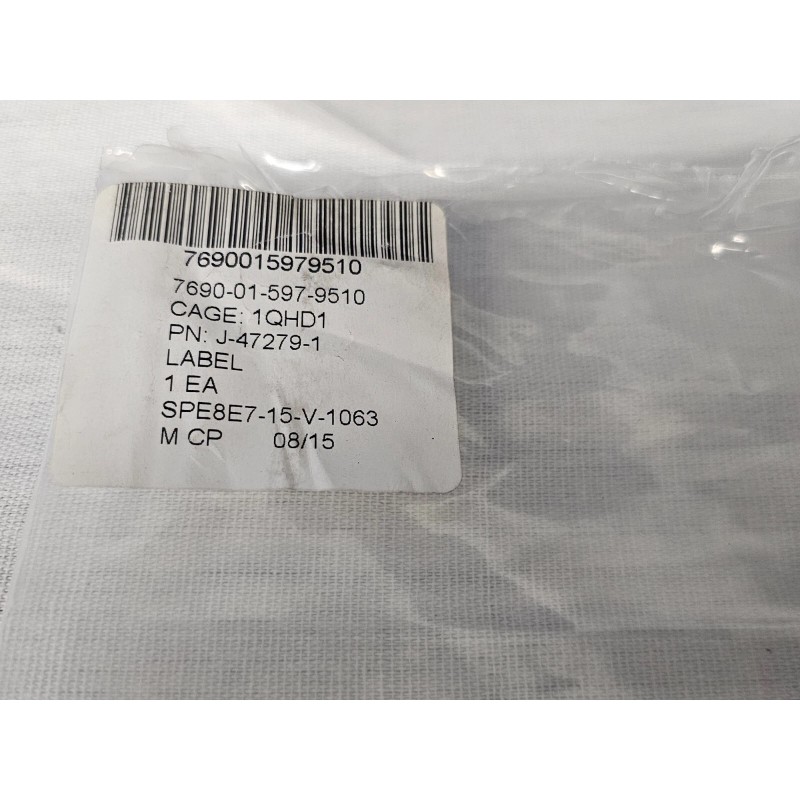 7690015979510
7690-01-597-9510
CAGE: 1QHD1
PN: J-47279-1
LABEL
1 EA
SPE8E7-15-V-1063
M CP 08/15